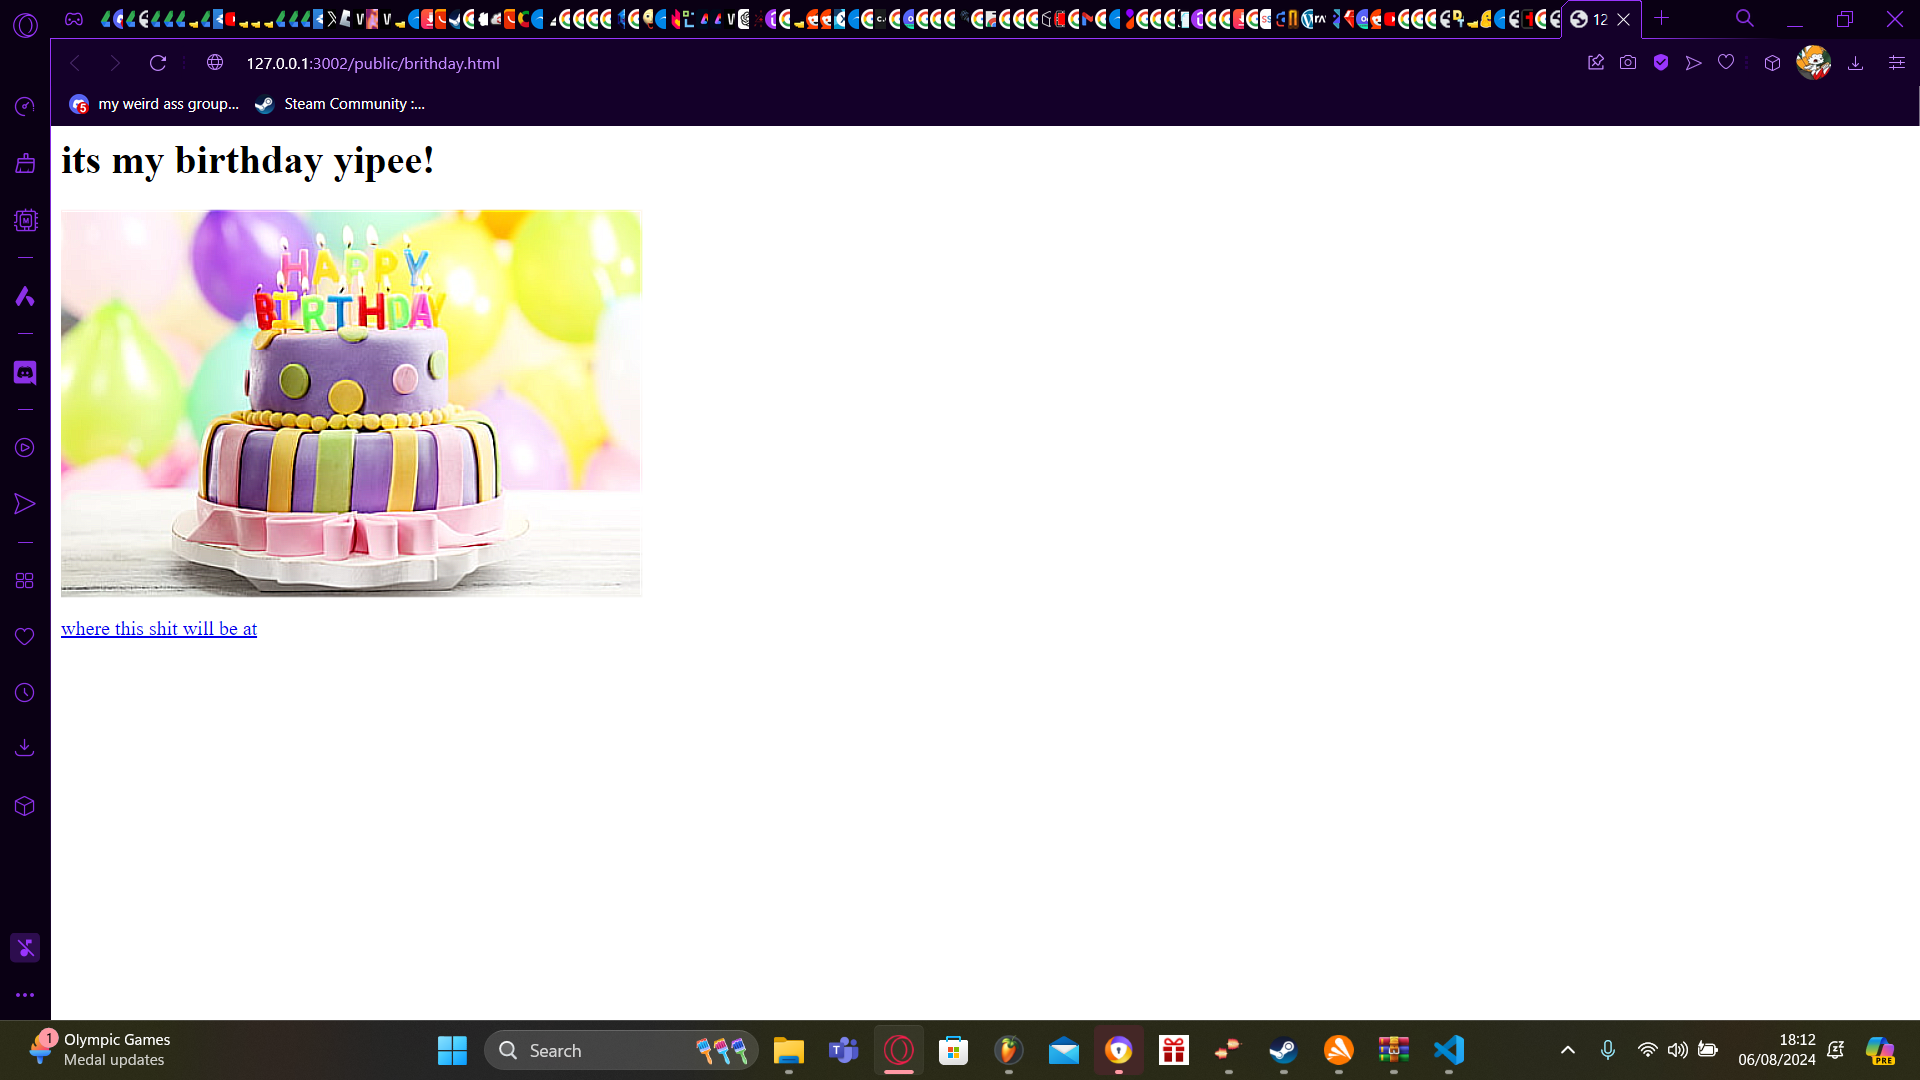 12
127.0.0.1:3002/public/brithday.html
my weird ass group...
Steam Community :...
its my birthday yipee!
HAPPY
BIRTHDAY
where this shit will be at
1
Olympic Games
Medal updates
Search
18:12
06/08/2024
PRE